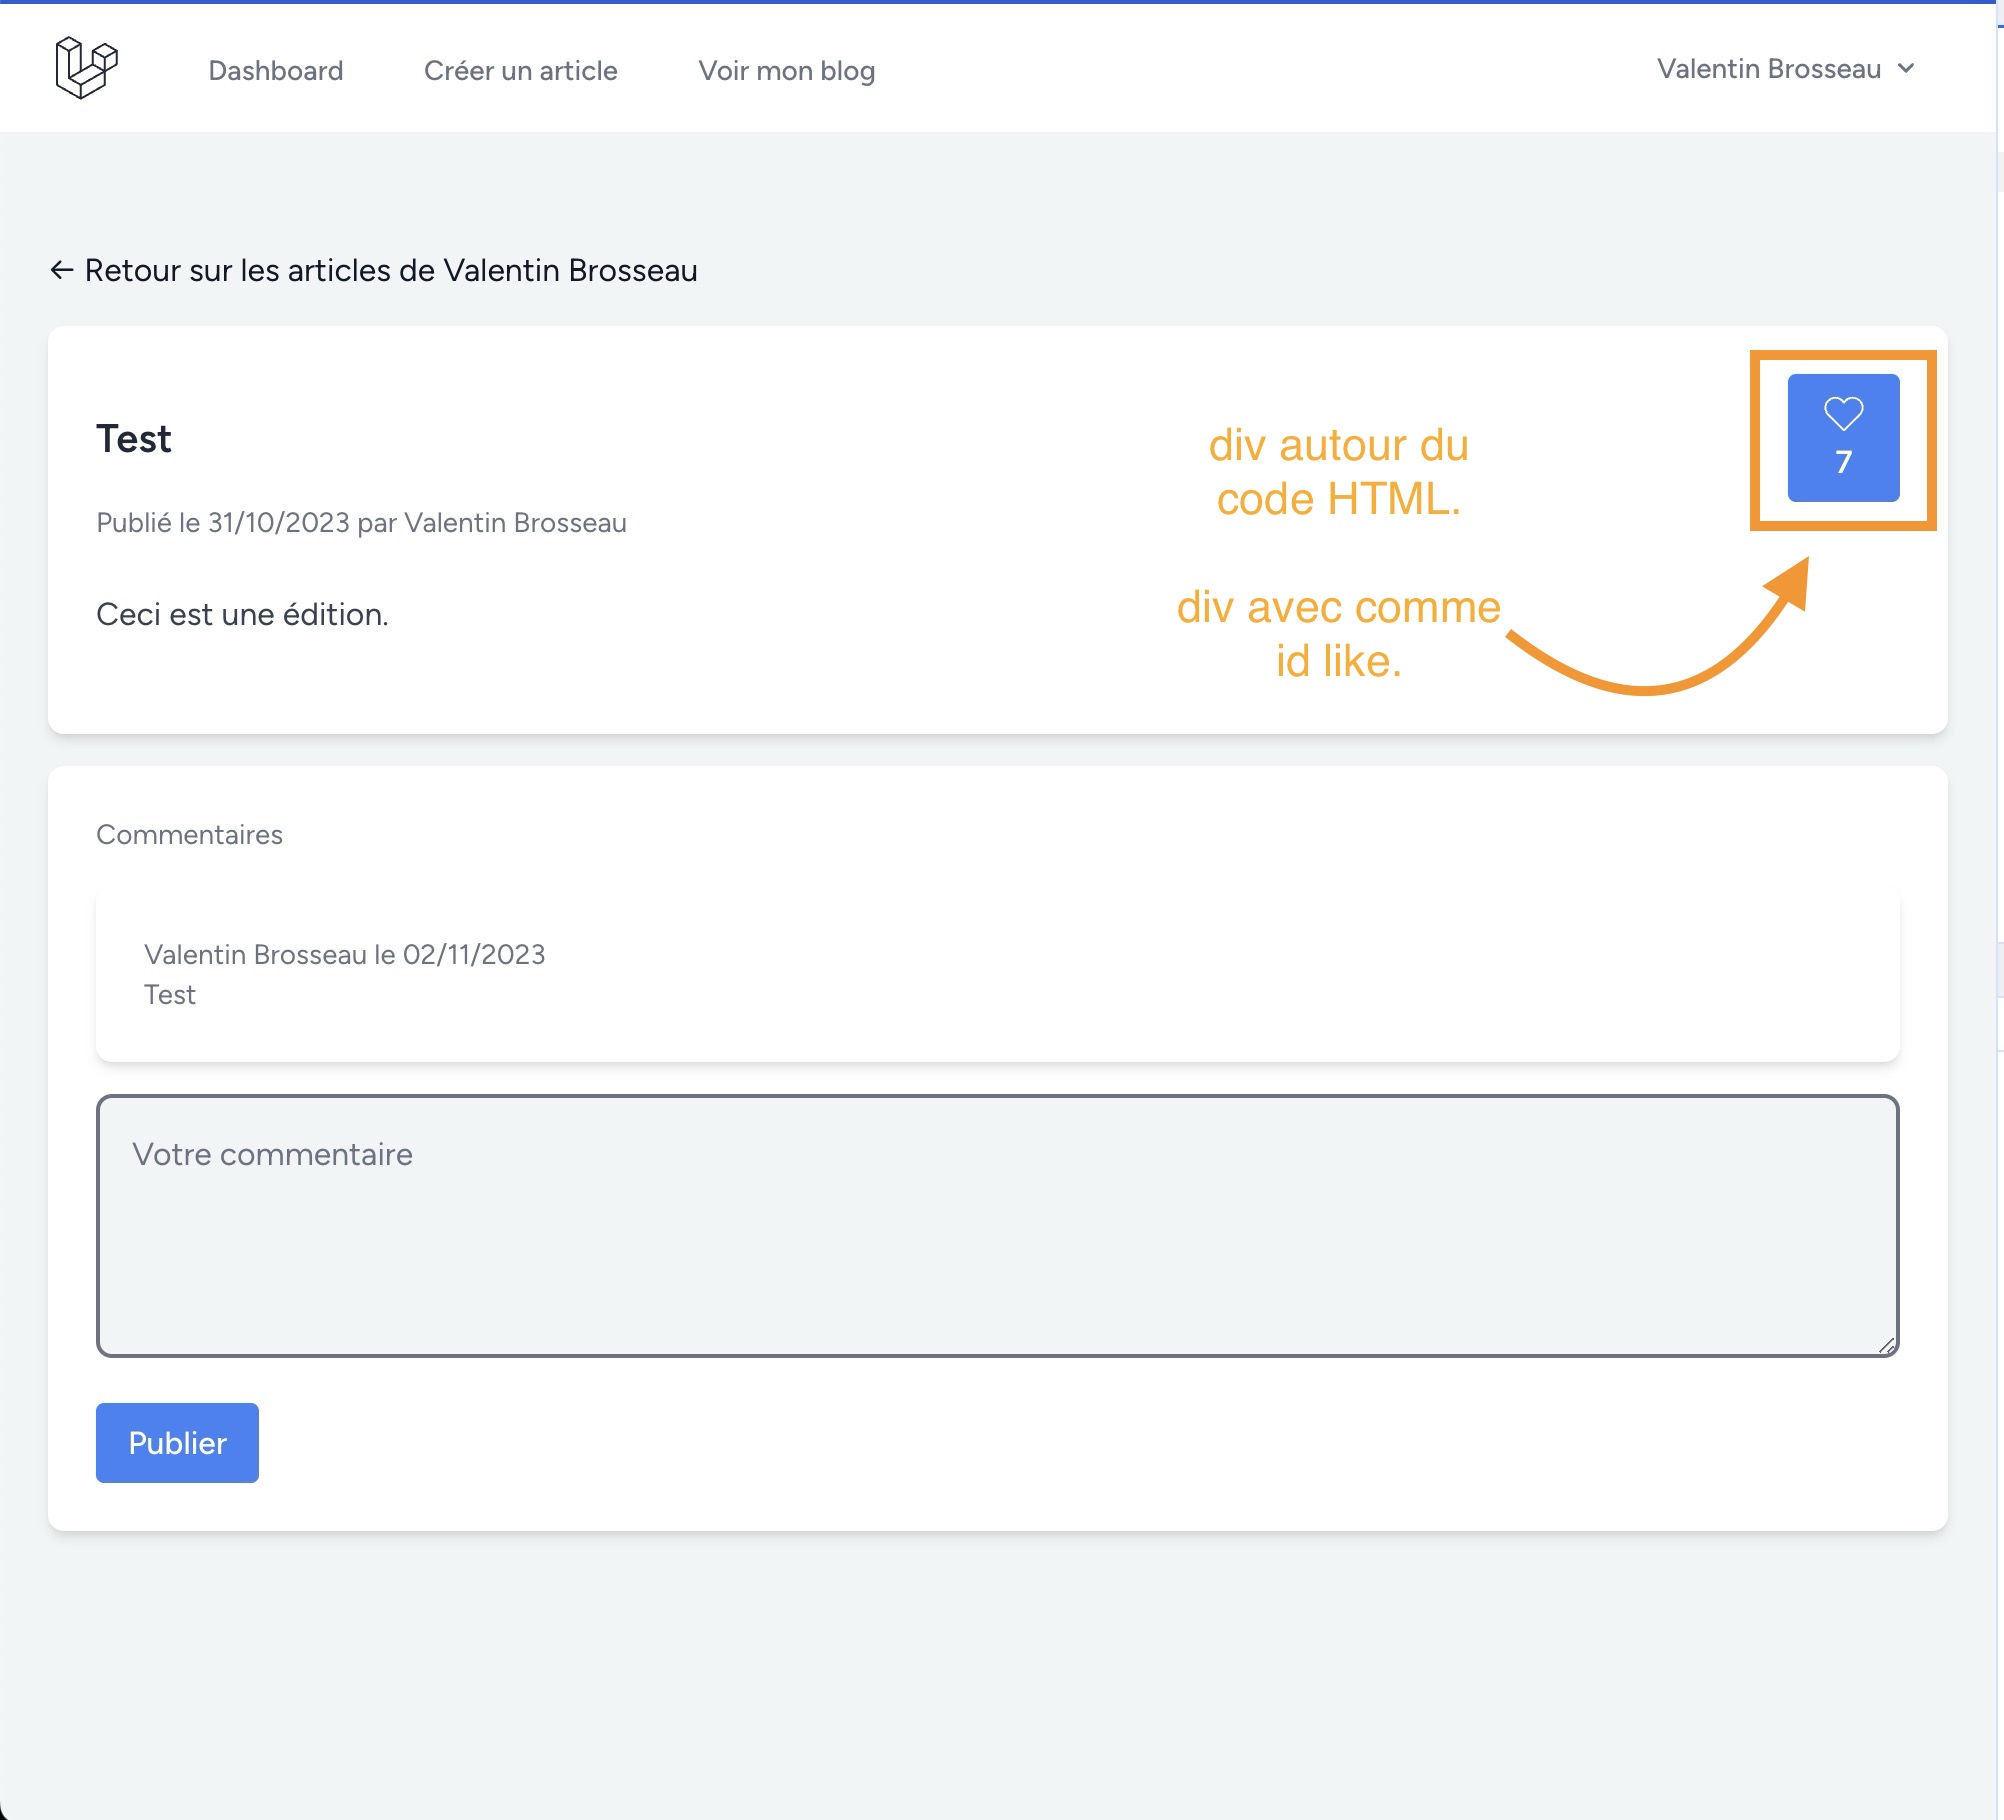 Dashboard
Créer un article
Voir mon blog
Valentin Brosseau
← Retour sur les articles de Valentin Brosseau
Test
Publié le 31/10/2023 par Valentin Brosseau
Ceci est une édition.
div autour du
code HTML.
div avec comme
id like.
7
Commentaires
Valentin Brosseau le 02/11/2023
Test
Votre commentaire
Publier